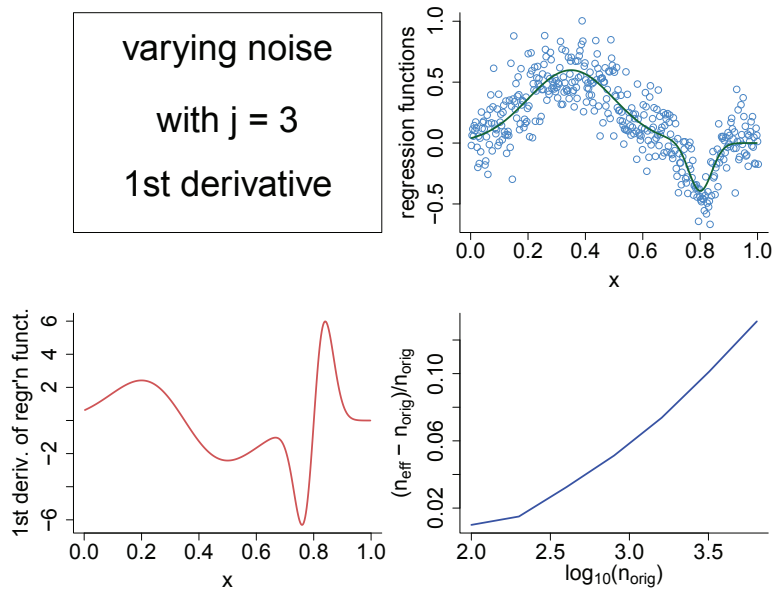 varying noise
with j = 3
1st derivative
regression functions
1.0
0.5
0.0
−0.5
0.0 0.2 0.4 0.6 0.8 1.0
x
1st deriv. of regr'n funct.
6
2
−2
−6
0.0 0.2 0.4 0.6 0.8 1.0
x
(neff − norig)/norig
0.10
0.06
0.02
2.0 2.5 3.0 3.5
log10(norig)